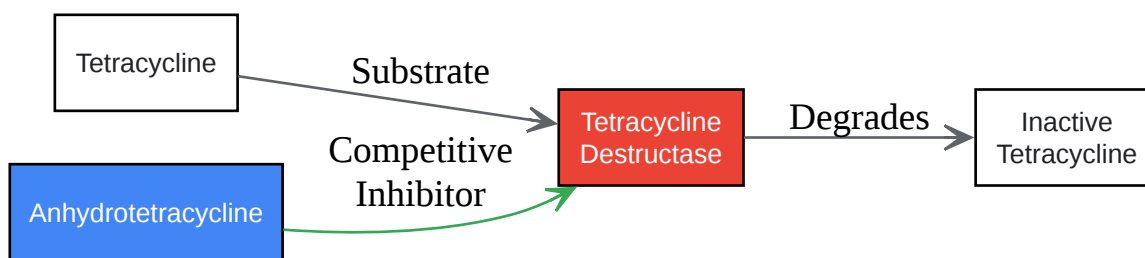 Tetracycline
Substrate
Competitive
Inhibitor
Anhydrotetracycline
Tetracycline
Destructase
Degrades
Inactive
Tetracycline